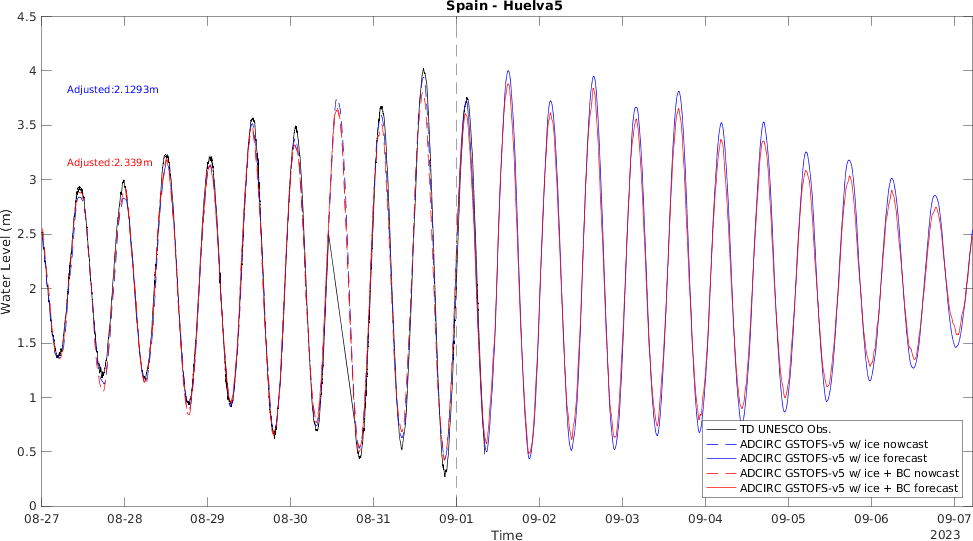 Spain - Huelva5
4.5
4
3.5
3
2.5
2
1.5
1
0.5
0
Water Level (m)
Adjusted:2.1293m
Adjusted:2.339m
TD UNESCO Obs.
ADCIRC GSTOFS-v5 w/ ice nowcast
ADCIRC GSTOFS-v5 w/ ice forecast
ADCIRC GSTOFS-v5 w/ ice + BC nowcast
ADCIRC GSTOFS-v5 w/ ice + BC forecast
08-27 08-28 08-29 08-30 08-31 09-01 09-02 09-03 09-04 09-05 09-06 09-07
2023
Time